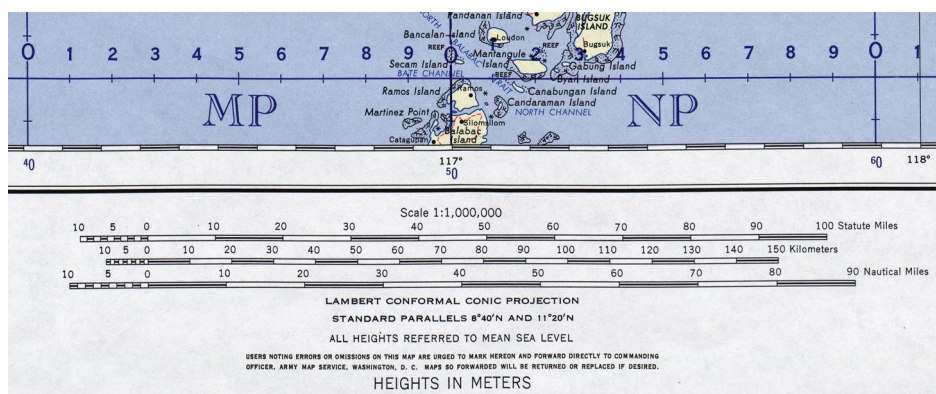 NORTH
Pandanan Island
BUGSUK
ISLAND
Bancalan Island
Loudon
REEF
Bugsuk
BALABAC
Mantangule
Island
REEF
0 1 2 3 4 5 6 7 8 9 0 1 2 3 4 5 6 7 8 9 0 1
Secam Island
Gabung Island
BATE CHANNEL
REEF
STRAIT
Byan Island
Ramos Island
Ramos
Canabungan Island
Candaraman Island
MP
NP
Martinez Point
NORTH CHANNEL
Silomsilom
Catagupan
Balabac
Island
40 117° 60 118°
50
Scale 1:1,000,000
10 5 0 10 20 30 40 50 60 70 80 90 100 Statute Miles
10 5 0 10 20 30 40 50 60 70 80 90 100 110 120 130 140 150 Kilometers
10 5 0 10 20 30 40 50 60 70 80 90 Nautical Miles
LAMBERT CONFORMAL CONIC PROJECTION
STANDARD PARALLELS 8°40'N AND 11°20'N
ALL HEIGHTS REFERRED TO MEAN SEA LEVEL
USERS NOTING ERRORS OR OMISSIONS ON THIS MAP ARE URGED TO MARK HEREON AND FORWARD DIRECTLY TO COMMANDING
OFFICER, ARMY MAP SERVICE, WASHINGTON, D. C. MAPS SO FORWARDED WILL BE RETURNED OR REPLACED IF DESIRED.
HEIGHTS IN METERS